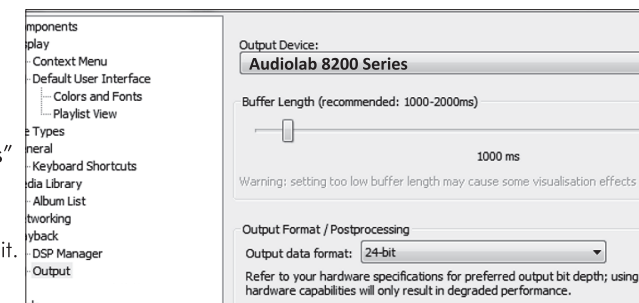 mponents
splay
Context Menu
Default User Interface
Colors and Fonts
Playlist View
e Types
neral
Keyboard Shortcuts
edia Library
Album List
tworking
yback
DSP Manager
Output
s"
it.
Output Device:
Audiolab 8200 Series
Buffer Length (recommended: 1000-2000ms)
1000 ms
Warning: setting too low buffer length may cause some visualisation effects
Output Format / Postprocessing
Output data format: 24-bit
Refer to your hardware specifications for preferred output bit depth; using
hardware capabilities will only result in degraded performance.